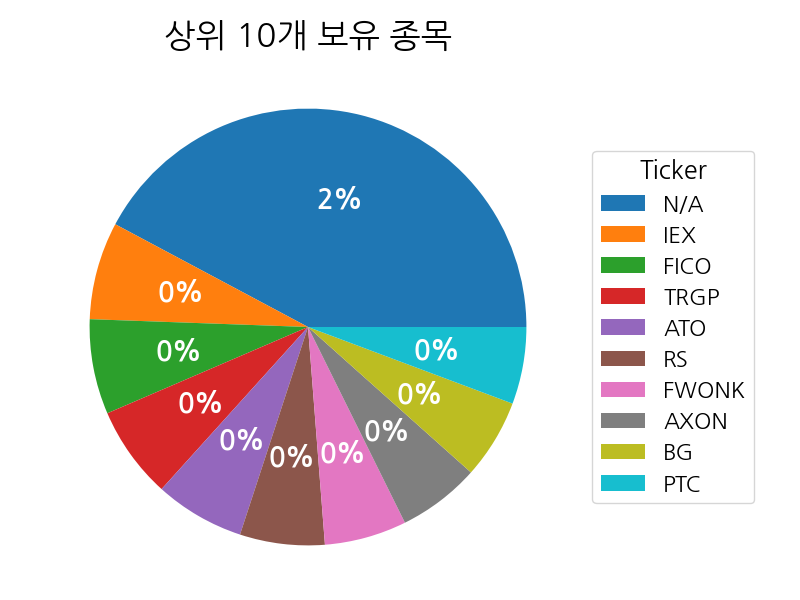 상위 10개 보유 종목
2%
0%
0%
0%
0%
0%
0%
0%
0%
0%
Ticker
N/A
IEX
FICO
TRGP
ATO
RS
FWONK
AXON
BG
PTC